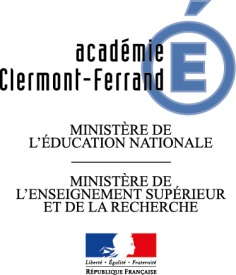 académie
Clermont-Ferrand
É
MINISTÈRE DE
L'ÉDUCATION NATIONALE
MINISTÈRE DE
L'ENSEIGNEMENT SUPÉRIEUR
ET DE LA RECHERCHE
Liberté • Égalité • Fraternité
RÉPUBLIQUE FRANÇAISE